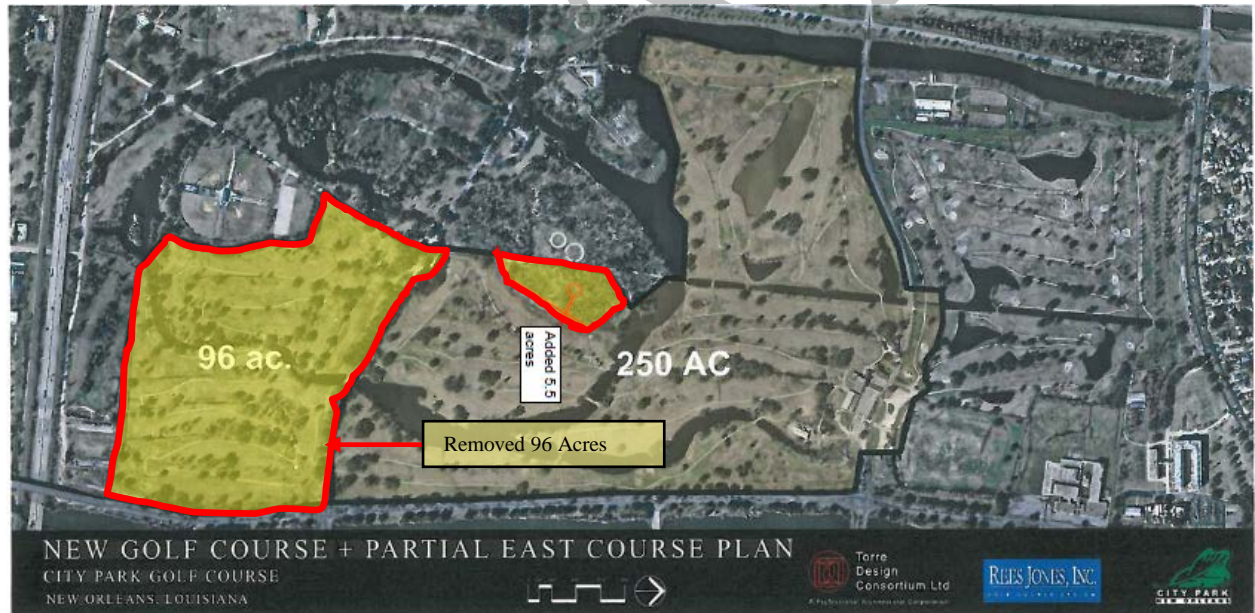 96 ac.
Added 5.5
acres
250 AC
Removed 96 Acres
NEW GOLF COURSE + PARTIAL EAST COURSE PLAN
CITY PARK GOLF COURSE
NEW ORLEANS, LOUISIANA
Torre
Design
Consortium Ltd
REES JONES, INC.
CITY PARK
NEW ORLEANS